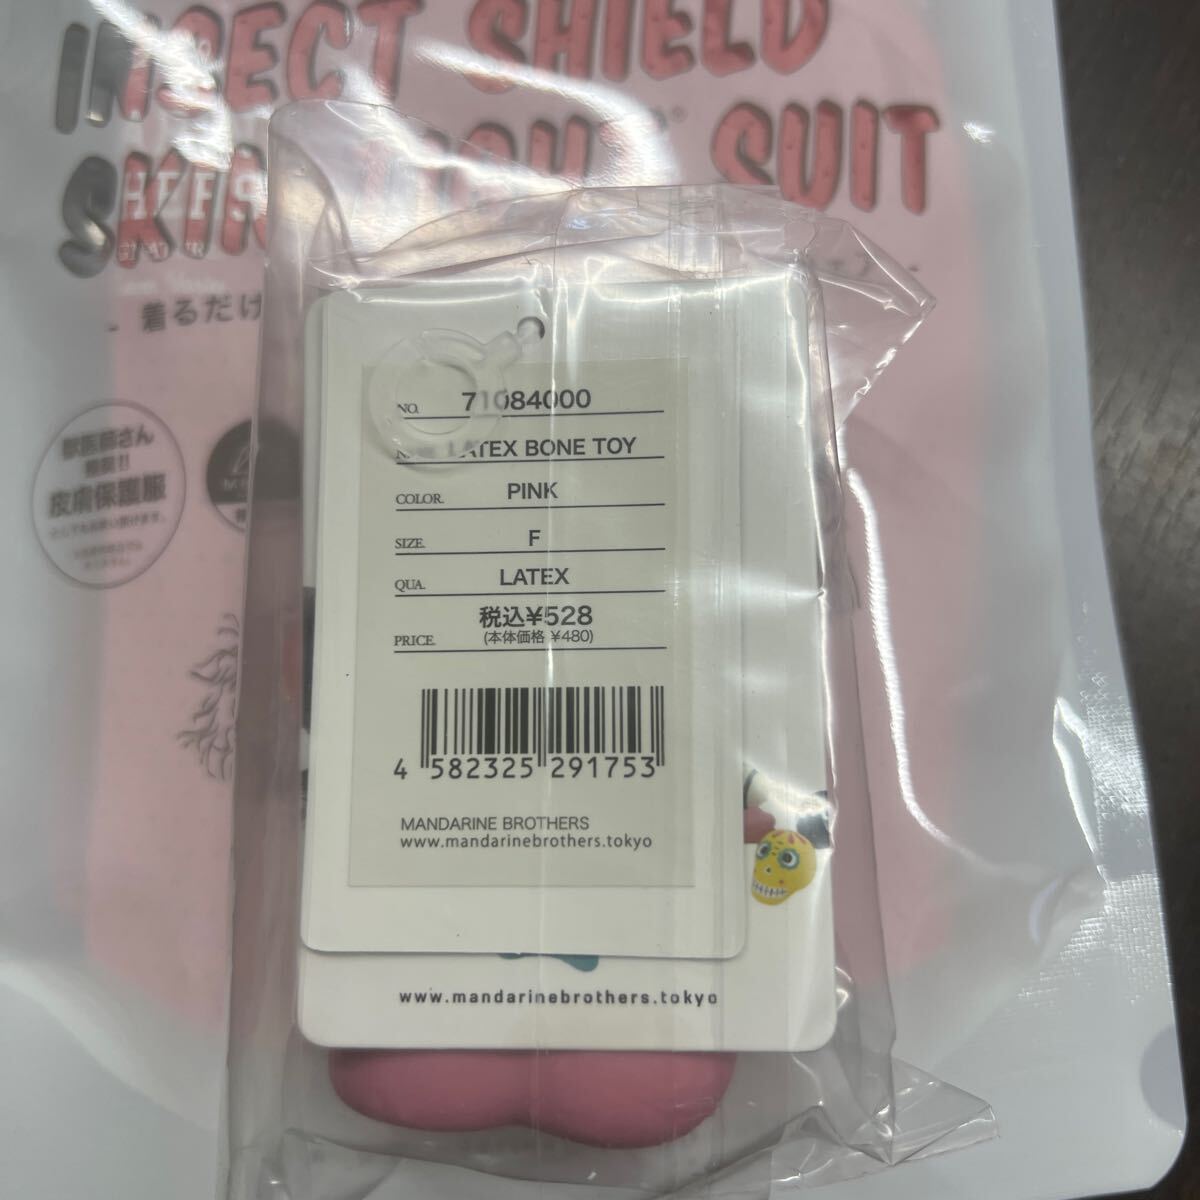 INSECT SHIELD
SUIT
着るだけ
獣医師さん
推薦!!
皮膚保護服
NO. 71084000
LATEX BONE TOY
COLOR. PINK
SIZE. F
QUA. LATEX
税込¥528
PRICE. (本体価格 ¥480)
4 582325 291753
MANDARINE BROTHERS
www.mandarinebrothers.tokyo
www.mandarinebrothers.tokyo